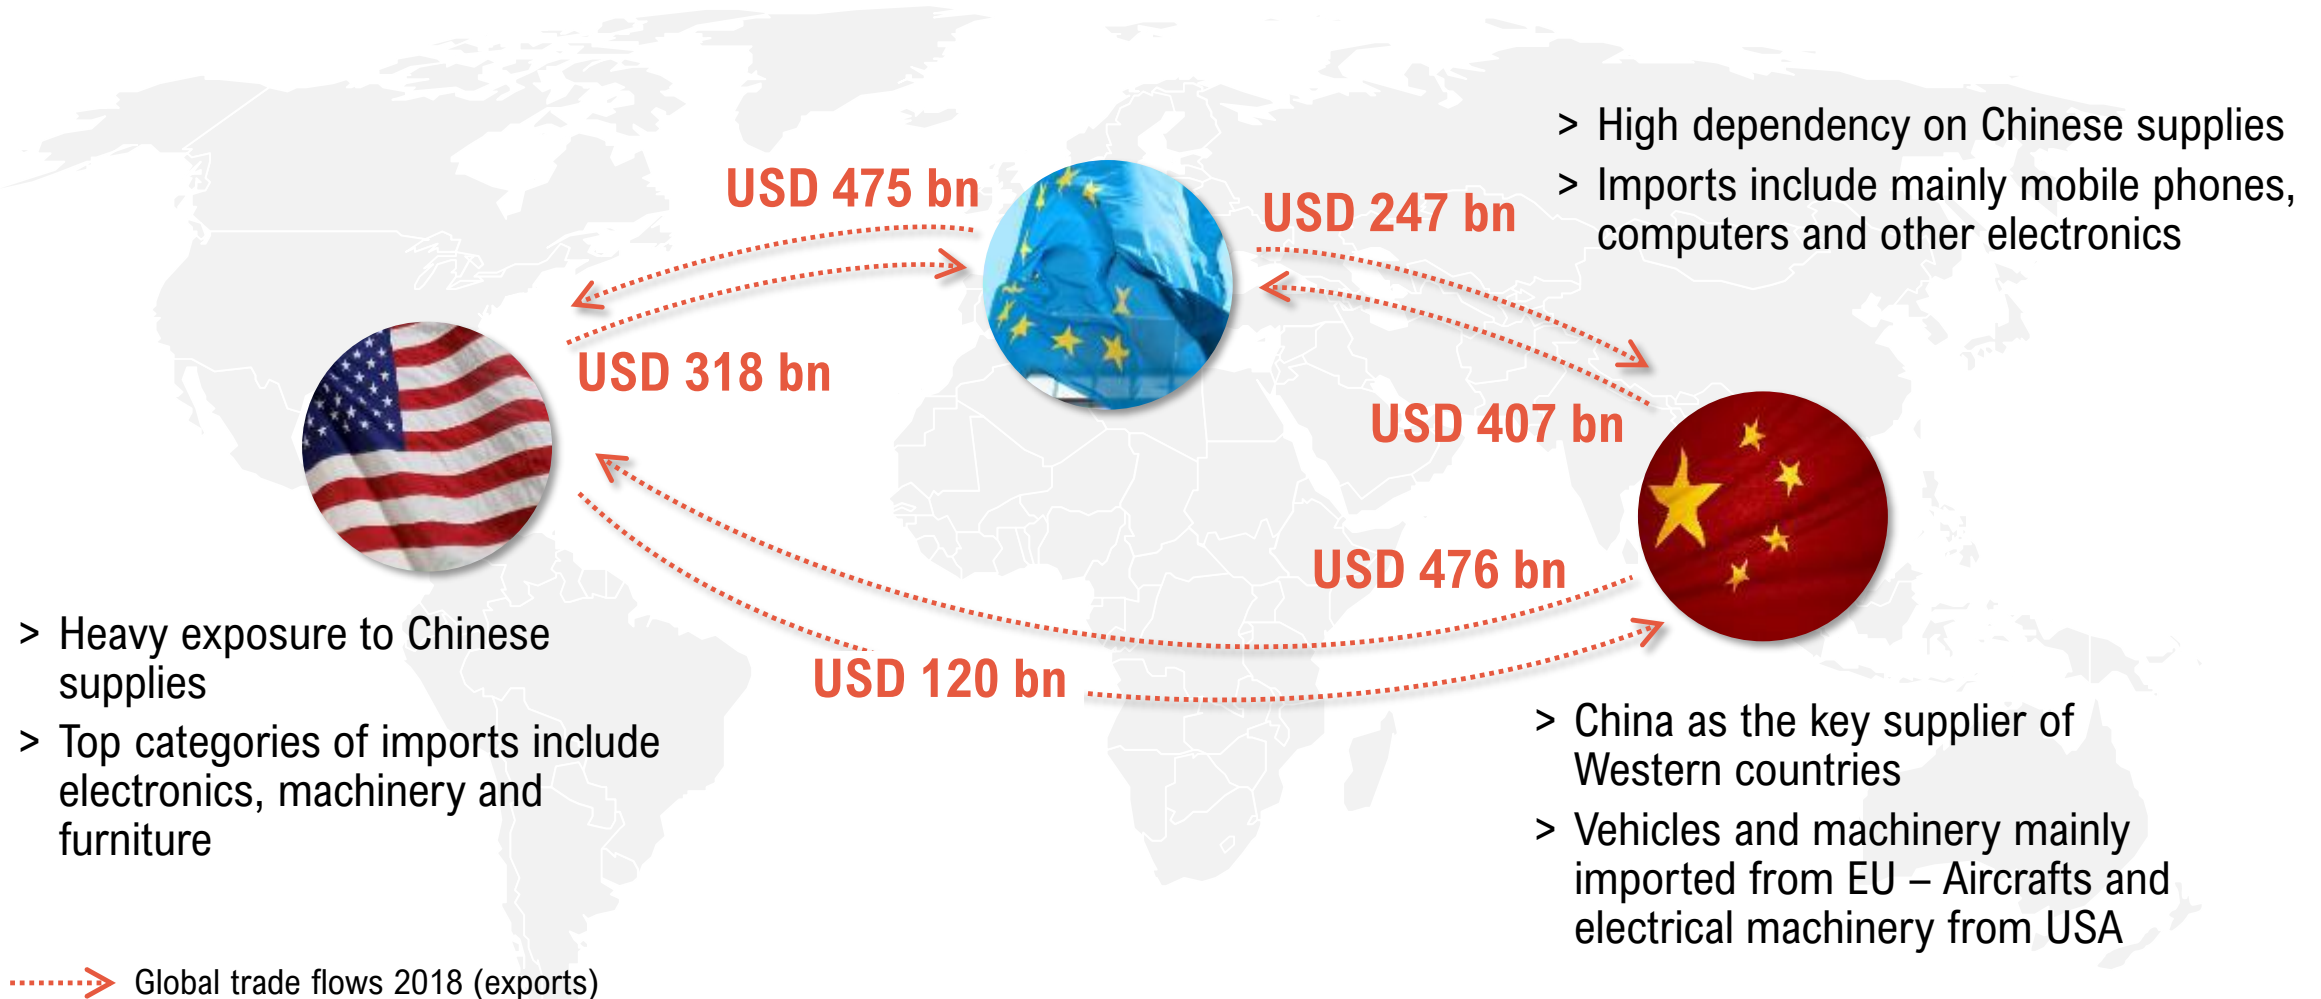 > High dependency on Chinese supplies
> Imports include mainly mobile phones,
computers and other electronics
USD 475 bn
USD 247 bn
USD 318 bn
USD 407 bn
USD 476 bn
USD 120 bn
> Heavy exposure to Chinese
supplies
> Top categories of imports include
electronics, machinery and
furniture
> China as the key supplier of
Western countries
> Vehicles and machinery mainly
imported from EU – Aircrafts and
electrical machinery from USA
Global trade flows 2018 (exports)